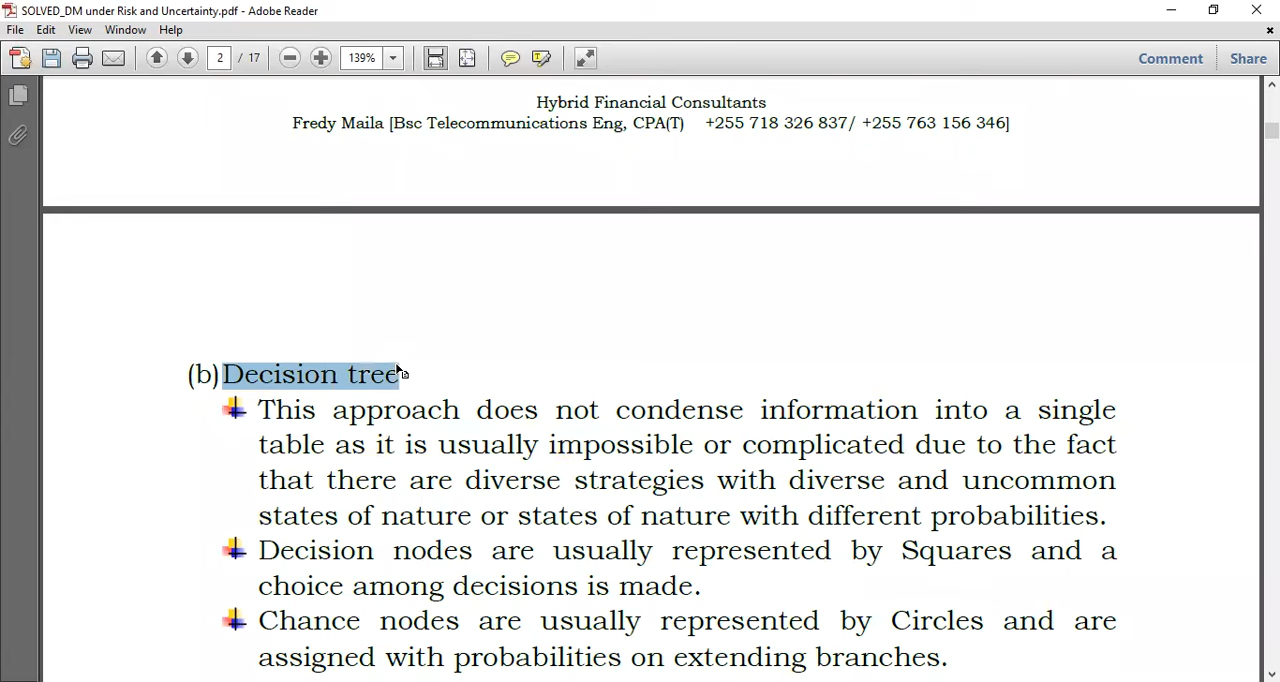 SOLVED_DM under Risk and Uncertainty.pdf - Adobe Reader
File Edit View Window Help
2 / 17 139% Comment Share
Hybrid Financial Consultants
Fredy Maila [Bsc Telecommunications Eng, CPA(T) +255 718 326 837/ +255 763 156 346]
(b) Decision tree
This approach does not condense information into a single
table as it is usually impossible or complicated due to the fact
that there are diverse strategies with diverse and uncommon
states of nature or states of nature with different probabilities.
Decision nodes are usually represented by Squares and a
choice among decisions is made.
Chance nodes are usually represented by Circles and are
assigned with probabilities on extending branches.